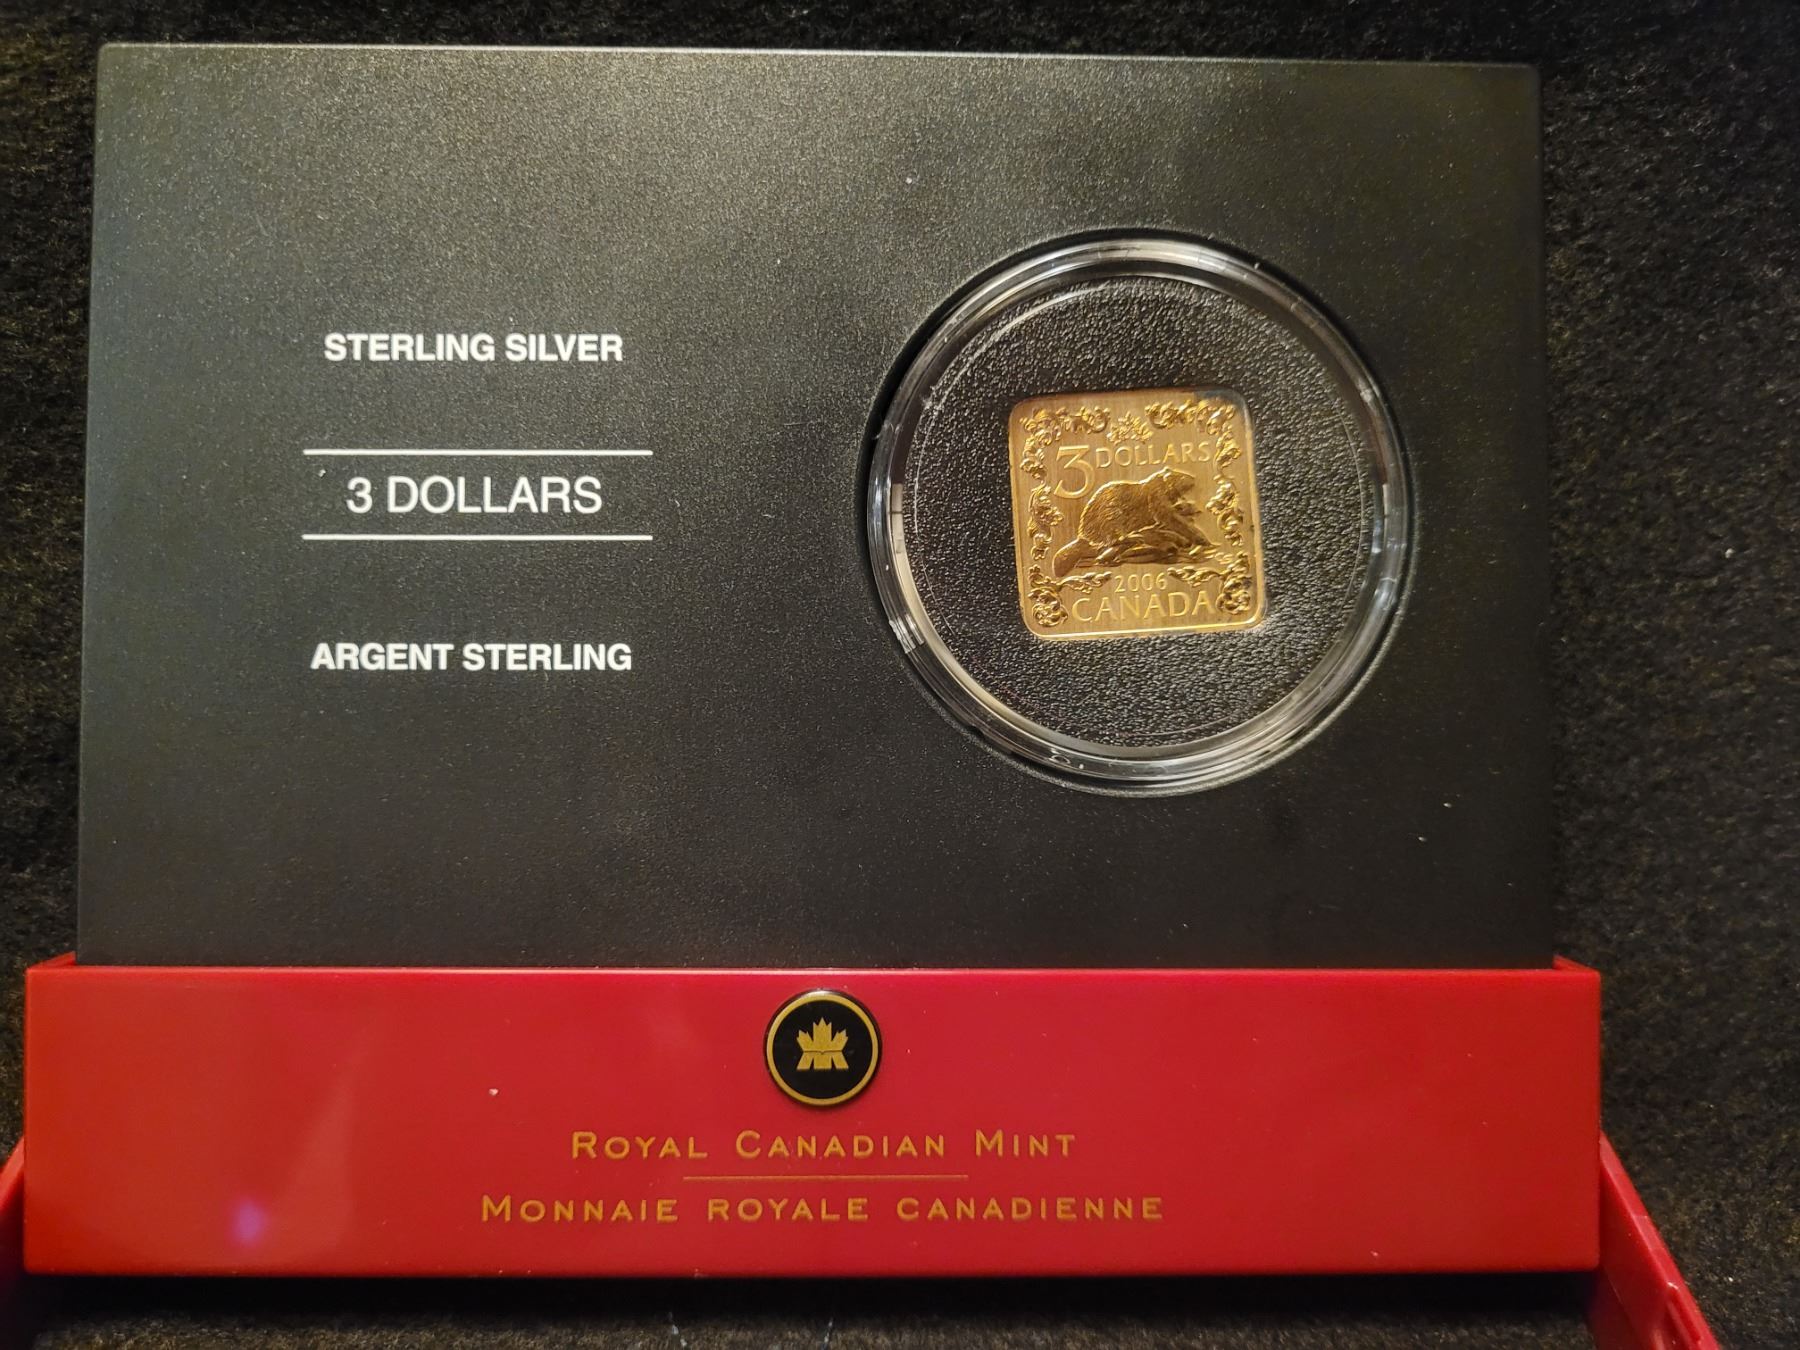 STERLING SILVER
3 DOLLARS
ARGENT STERLING
3 DOLLARS
2006
CANADA
ROYAL CANADIAN MINT
MONNAIE ROYALE CANADIENNE